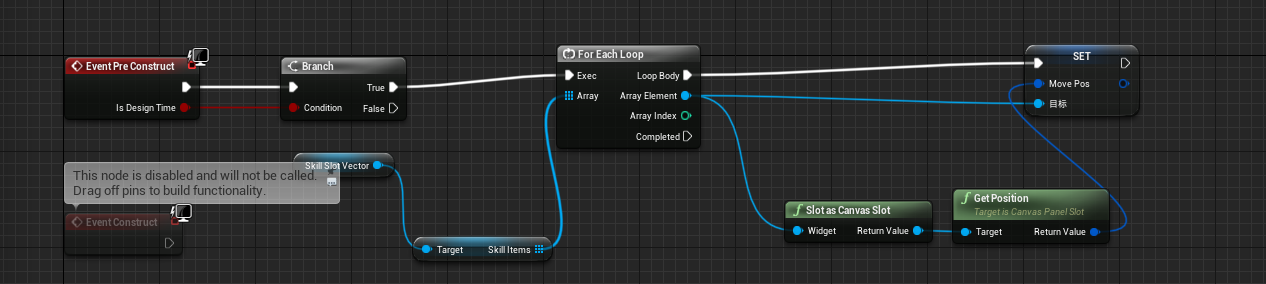 Event Pre Construct
Is Design Time
Branch
True
Condition
False
For Each Loop
Exec
Loop Body
Array
Array Element
Array Index
Completed
SET
Move Pos
目标
Skill Slot Vector
This node is disabled and will not be called.
Drag off pins to build functionality.
Event Construct
Target
Skill Items
Slot as Canvas Slot
Widget
Return Value
Get Position
Target is Canvas Panel Slot
Target
Return Value